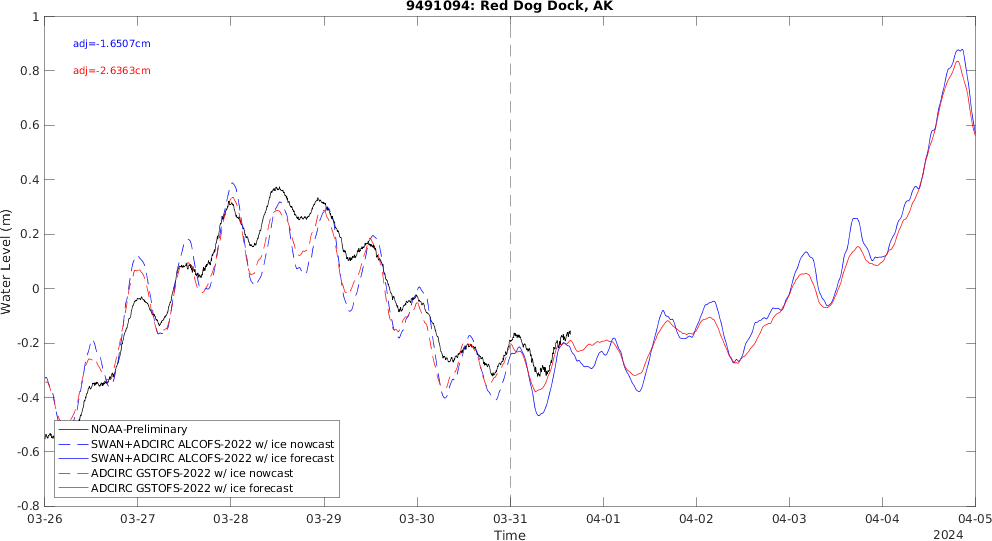 9491094: Red Dog Dock, AK
adj=-1.6507cm
adj=-2.6363cm
Water Level (m)
1
0.8
0.6
0.4
0.2
0
-0.2
-0.4
-0.6
-0.8
NOAA-Preliminary
SWAN+ADCIRC ALCOFS-2022 w/ ice nowcast
SWAN+ADCIRC ALCOFS-2022 w/ ice forecast
ADCIRC GSTOFS-2022 w/ ice nowcast
ADCIRC GSTOFS-2022 w/ ice forecast
03-26 03-27 03-28 03-29 03-30 03-31 04-01 04-02 04-03 04-04 04-05
Time
2024